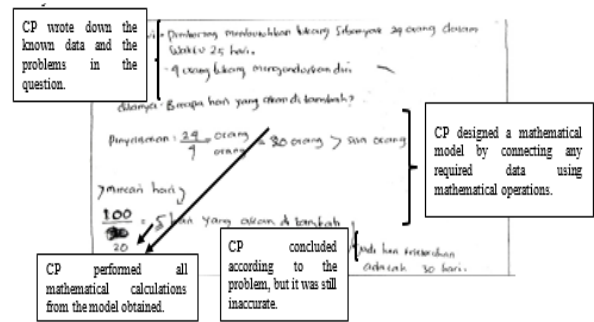 CP wrote down the
known data and the
problems in the
question.
Pemborong membutuhkan tukang sebanyak 24 orang dalam
waktu 25 hari.
- 4 orang tukang mengundurkan diri
Ditanya: Berapa hari yang akan di tambah?
Penyelesaian: 24 orang
4 orang
= 20 orang > sisa orang
CP designed a mathematical
model by connecting any
required data using
mathematical operations.
> mencari hari >
100
20
= 5 hari yang akan di tambah
CP performed all
mathematical calculations
from the model obtained.
CP concluded
according to the
problem, but it was still
inaccurate.
Jadi hari keseluruhan
adalah 30 hari.